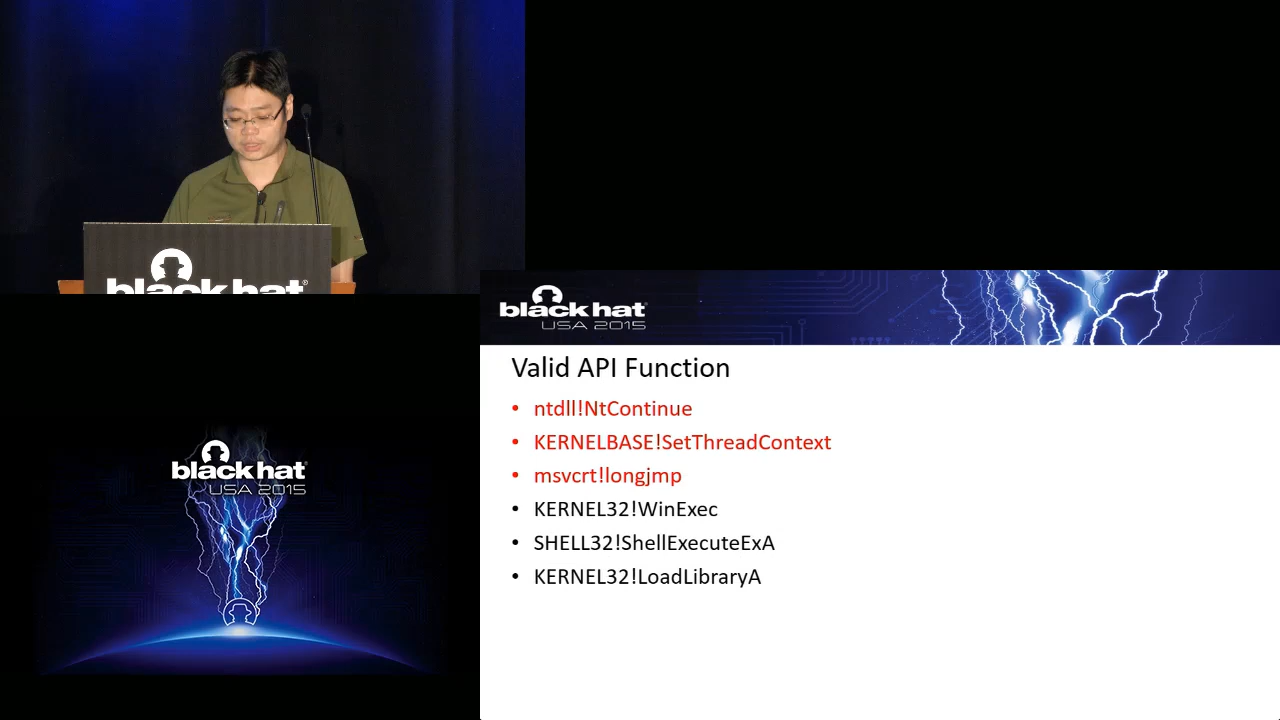 black hat
black hat
USA 2015
Valid API Function
• ntdll!NtContinue
• KERNELBASE!SetThreadContext
• msvcrt!longjmp
• KERNEL32!WinExec
• SHELL32!ShellExecuteExA
• KERNEL32!LoadLibraryA
black hat
USA 2015